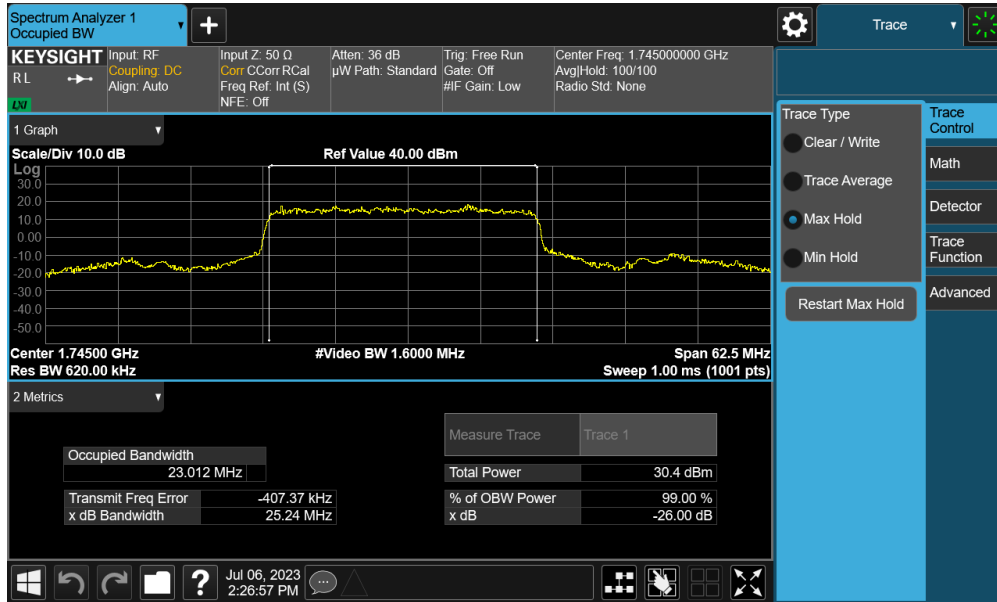 Spectrum Analyzer 1
Occupied BW
+
Trace
KEYSIGHT
R L
LXI
Input: RF
Coupling: DC
Align: Auto
Input Z: 50 Ω
Corr CCorr RCal
Freq Ref: Int (S)
NFE: Off
Atten: 36 dB
µW Path: Standard
Trig: Free Run
Gate: Off
#IF Gain: Low
Center Freq: 1.745000000 GHz
Avg|Hold: 100/100
Radio Std: None
1 Graph
Scale/Div 10.0 dB
Ref Value 40.00 dBm
Log
30.0
20.0
10.0
0.00
-10.0
-20.0
-30.0
-40.0
-50.0
Center 1.74500 GHz
#Video BW 1.6000 MHz
Span 62.5 MHz
Res BW 620.00 kHz
Sweep 1.00 ms (1001 pts)
2 Metrics
Measure Trace Trace 1
Occupied Bandwidth
23.012 MHz
Total Power 30.4 dBm
Transmit Freq Error -407.37 kHz
% of OBW Power 99.00 %
x dB Bandwidth 25.24 MHz
x dB -26.00 dB
Trace Type
Clear / Write
Trace Average
Max Hold
Min Hold
Restart Max Hold
Trace
Control
Math
Detector
Trace
Function
Advanced
?
Jul 06, 2023
2:26:57 PM